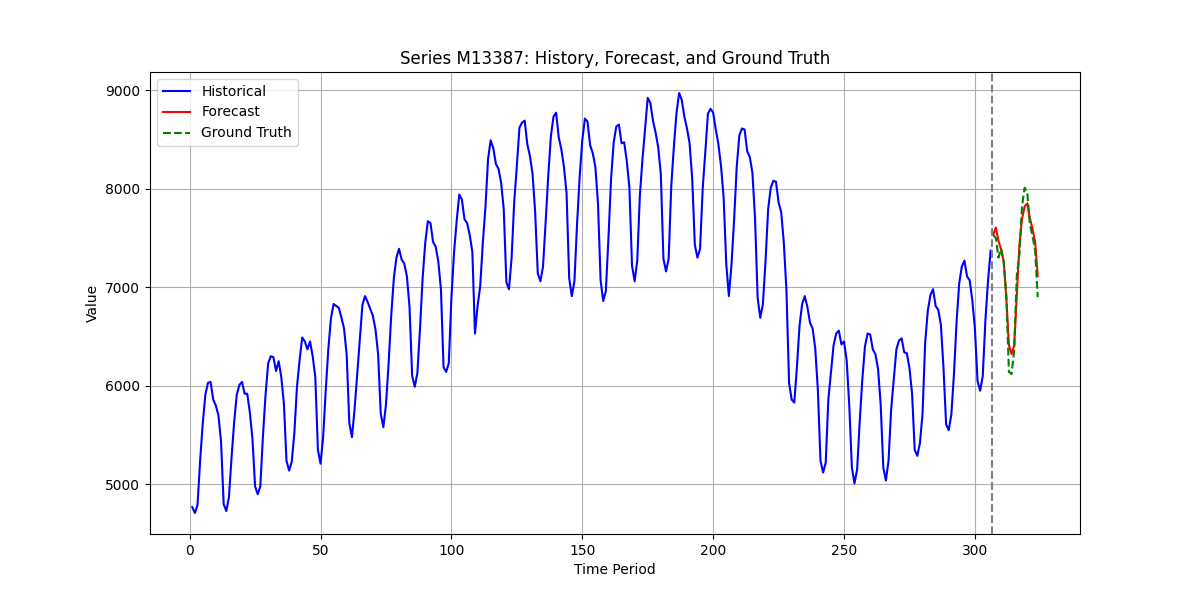 Series M13387: History, Forecast, and Ground Truth
Historical
Forecast
Ground Truth
9000
8000
7000
6000
5000
Value
0 50 100 150 200 250 300
Time Period